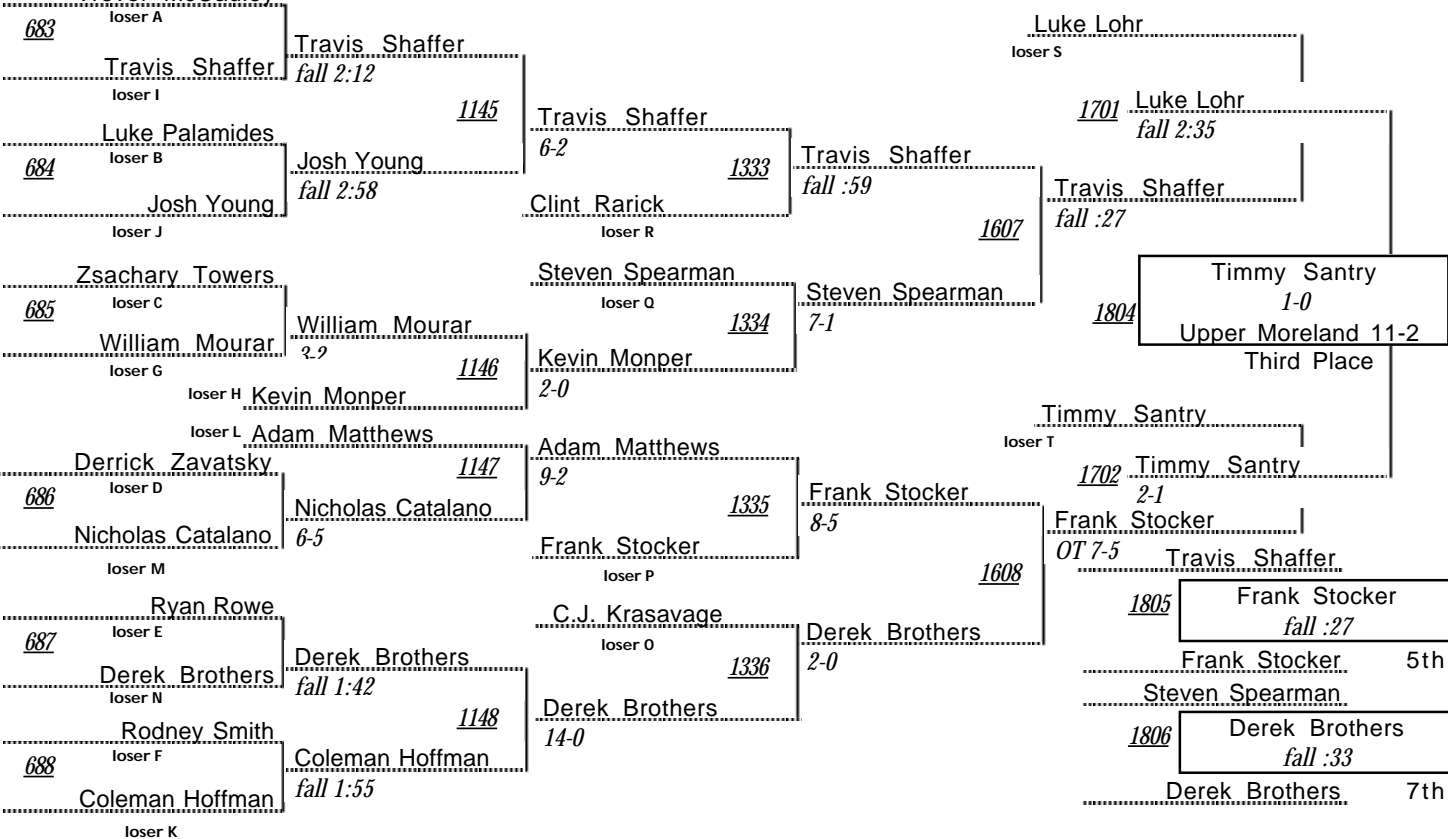 683
loser A
Travis Shaffer
loser I
Travis Shaffer
fall 2:12
Luke Palamides
684
loser B
Josh Young
loser J
Josh Young
fall 2:58
1145
Travis Shaffer
6-2
Clint Rarick
loser R
1333
Travis Shaffer
fall :59
Zsachary Towers
685
loser C
William Mourar
loser G
William Mourar
3-2
1146
loser H Kevin Monper
Kevin Monper
2-0
Steven Spearman
loser Q
1334
Steven Spearman
7-1
1607
Travis Shaffer
fall :27
Luke Lohr
loser S
1701
Luke Lohr
fall 2:35
1804
Timmy Santry
1-0
Upper Moreland 11-2
Third Place
loser L Adam Matthews
Derrick Zavatsky
686
loser D
Nicholas Catalano
loser M
Nicholas Catalano
6-5
1147
Adam Matthews
9-2
Frank Stocker
loser P
1335
Frank Stocker
8-5
Ryan Rowe
687
loser E
Derek Brothers
loser N
Derek Brothers
fall 1:42
Rodney Smith
688
loser F
Coleman Hoffman
loser K
Coleman Hoffman
fall 1:55
1148
Derek Brothers
14-0
C.J. Krasavage
loser O
1336
Derek Brothers
2-0
1608
Frank Stocker
OT 7-5
Timmy Santry
loser T
1702
Timmy Santry
2-1
Travis Shaffer
1805
Frank Stocker
fall :27
Frank Stocker 5th
Steven Spearman
1806
Derek Brothers
fall :33
Derek Brothers 7th